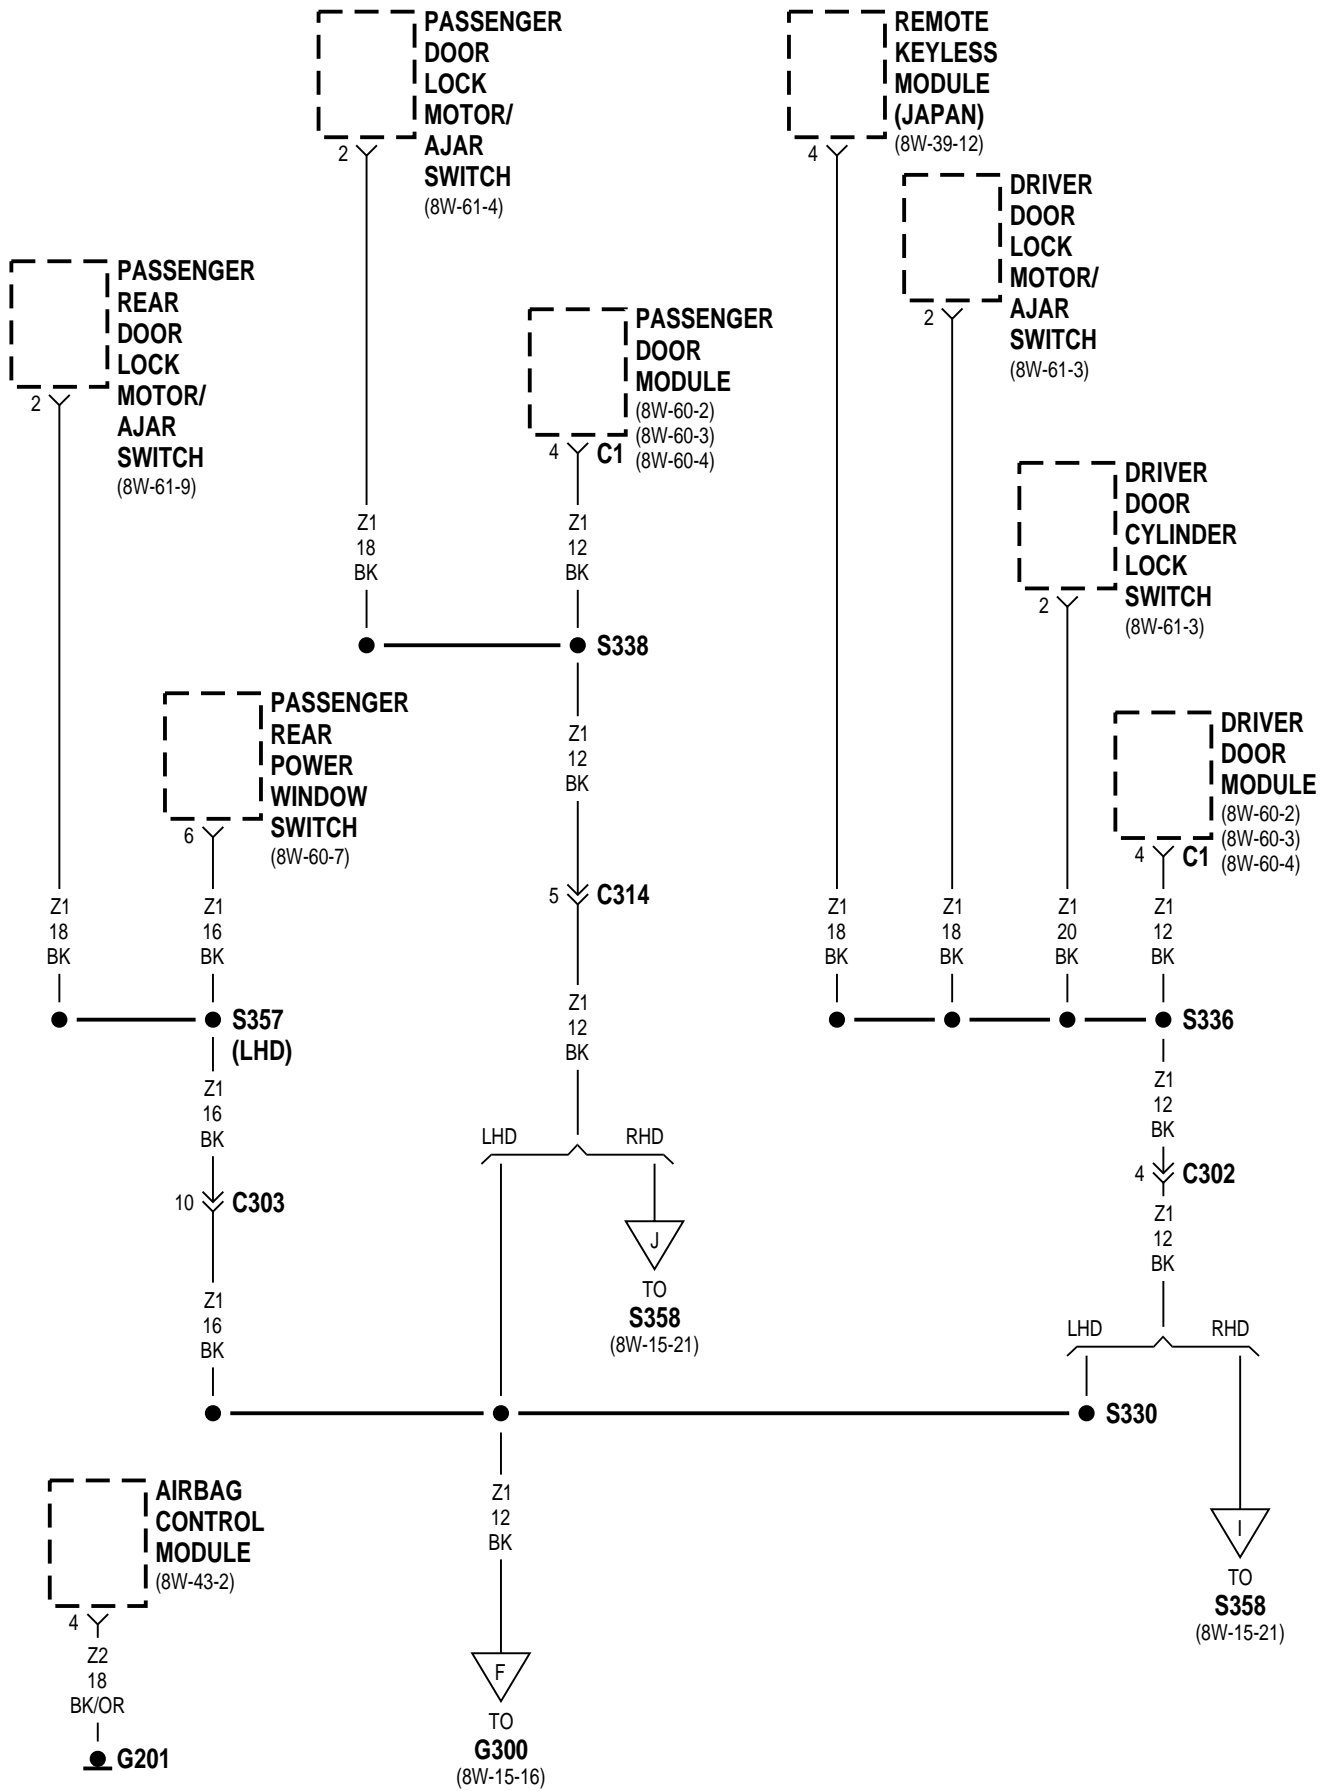 PASSENGER
DOOR
LOCK
MOTOR/
AJAR
SWITCH
(8W-61-4)
2
REMOTE
KEYLESS
MODULE
(JAPAN)
(8W-39-12)
4
DRIVER
DOOR
LOCK
MOTOR/
AJAR
SWITCH
(8W-61-3)
2
PASSENGER
REAR
DOOR
LOCK
MOTOR/
AJAR
SWITCH
(8W-61-9)
2
PASSENGER
DOOR
MODULE
(8W-60-2)
(8W-60-3)
(8W-60-4)
4 C1
DRIVER
DOOR
CYLINDER
LOCK
SWITCH
(8W-61-3)
2
Z1
18
BK
Z1
12
BK
S338
PASSENGER
REAR
POWER
WINDOW
SWITCH
(8W-60-7)
6
Z1
12
BK
DRIVER
DOOR
MODULE
(8W-60-2)
(8W-60-3)
(8W-60-4)
4 C1
5 C314
Z1
18
BK
Z1
16
BK
Z1
18
BK
Z1
18
BK
Z1
20
BK
Z1
12
BK
S357
(LHD)
Z1
12
BK
S336
Z1
16
BK
Z1
12
BK
LHD RHD
10 C303
4 C302
J
TO
S358
(8W-15-21)
Z1
12
BK
Z1
16
BK
LHD RHD
S330
AIRBAG
CONTROL
MODULE
(8W-43-2)
4
Z1
12
BK
I
TO
S358
(8W-15-21)
Z2
18
BK/OR
G201
F
TO
G300
(8W-15-16)